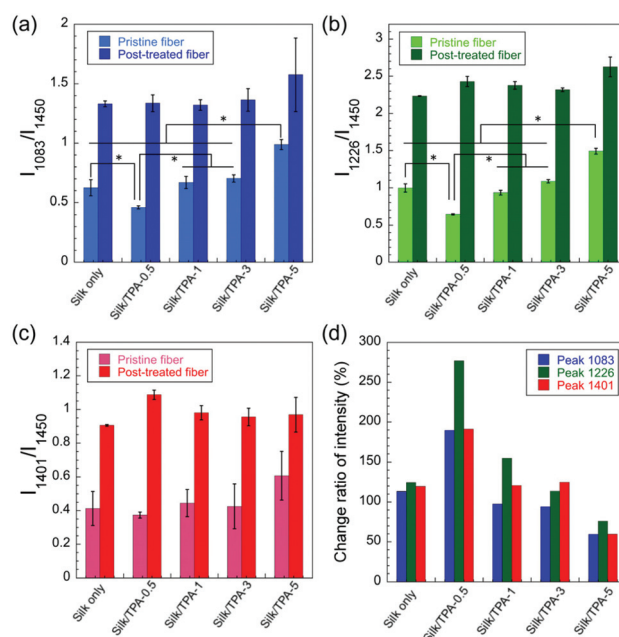 (a)
2
Pristine fiber
Post-treated fiber
1.5
1
0.5
0
I1083/I1450
*
*
*
Silk only
Silk/TPA-0.5
Silk/TPA-1
Silk/TPA-3
Silk/TPA-5
(b)
3
Pristine fiber
Post-treated fiber
2.5
2
1.5
1
0.5
0
I1226/I1450
*
*
*
Silk only
Silk/TPA-0.5
Silk/TPA-1
Silk/TPA-3
Silk/TPA-5
(c)
1.4
Pristine fiber
Post-treated fiber
1.2
1
0.8
0.6
0.4
0.2
0
I1401/I1450
Silk only
Silk/TPA-0.5
Silk/TPA-1
Silk/TPA-3
Silk/TPA-5
(d)
300
Peak 1083
Peak 1226
Peak 1401
250
200
150
100
50
0
Change ratio of intensity (%)
Silk only
Silk/TPA-0.5
Silk/TPA-1
Silk/TPA-3
Silk/TPA-5